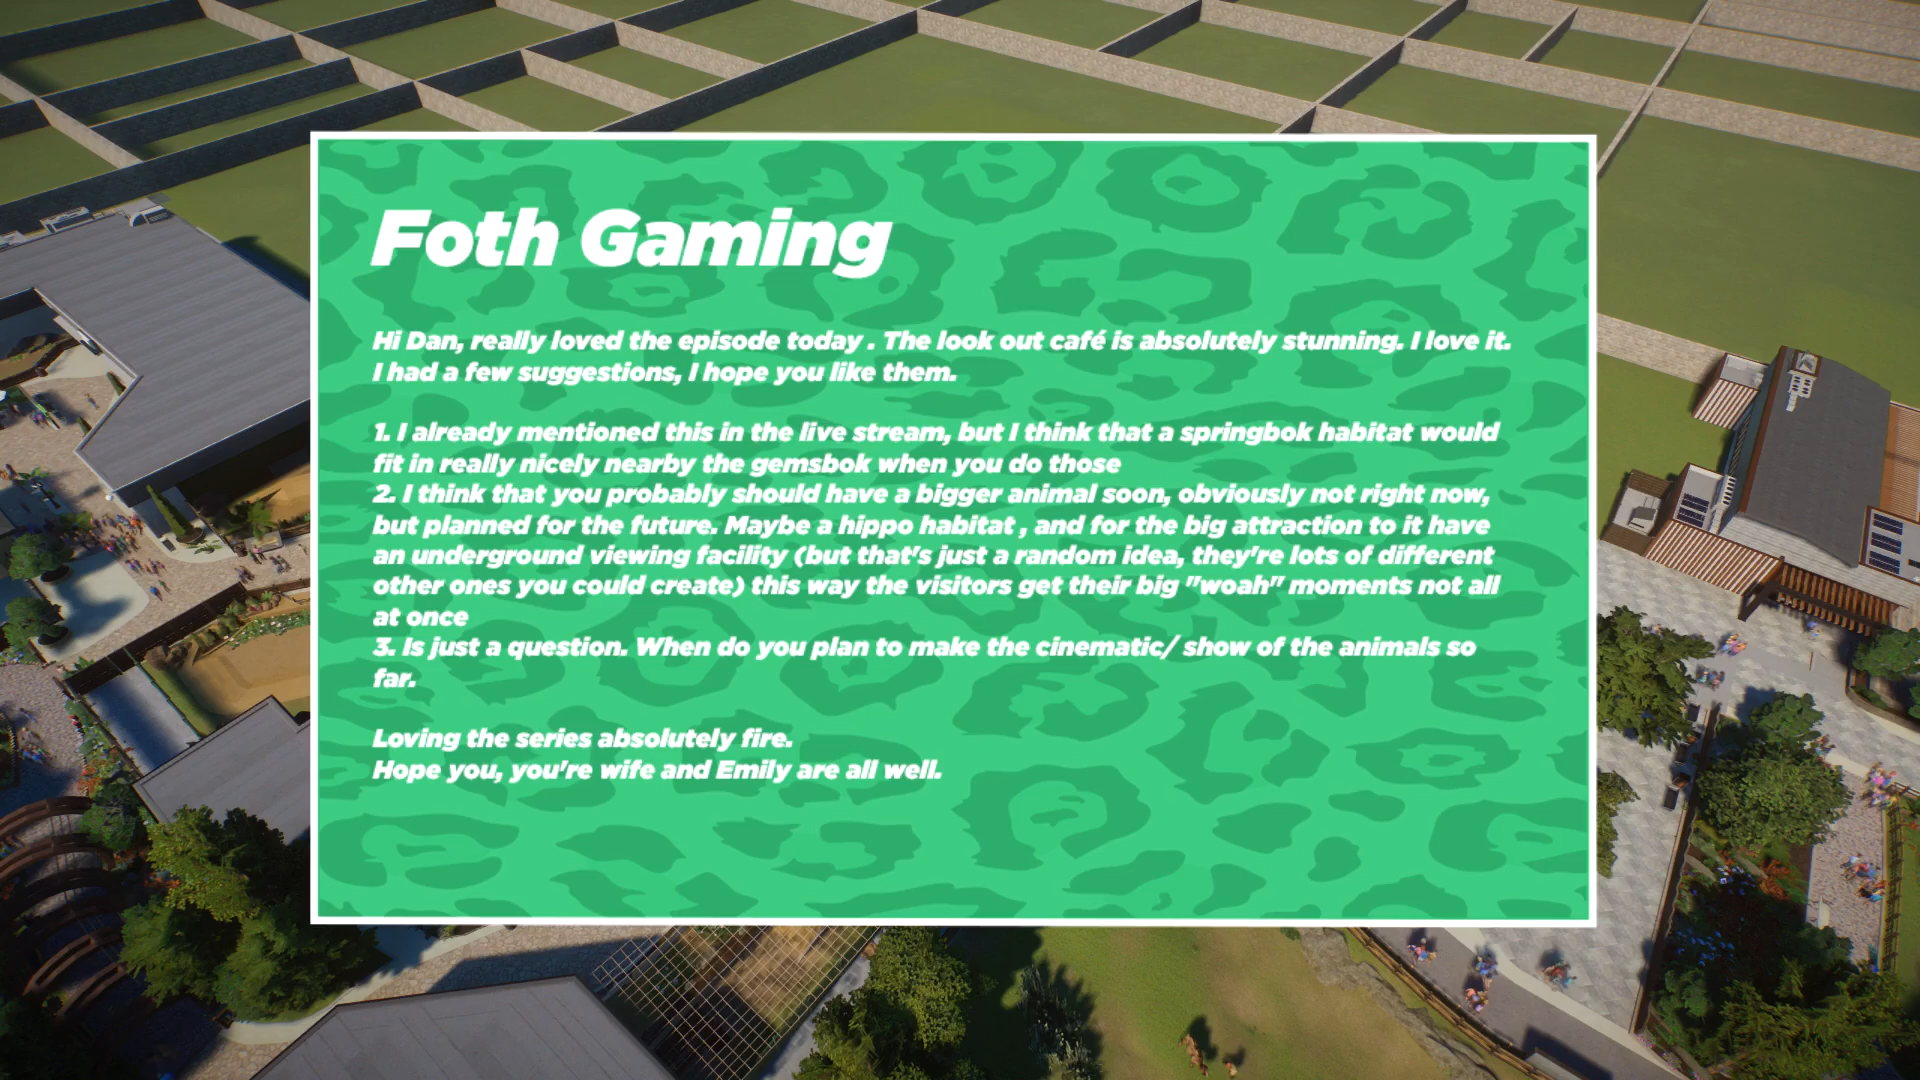 Foth Gaming
Hi Dan, really loved the episode today . The look out café is absolutely stunning. I love it.
I had a few suggestions, I hope you like them.
1. I already mentioned this in the live stream, but I think that a springbok habitat would
fit in really nicely nearby the gemsbok when you do those
2. I think that you probably should have a bigger animal soon, obviously not right now,
but planned for the future. Maybe a hippo habitat , and for the big attraction to it have
an underground viewing facility (but that's just a random idea, they're lots of different
other ones you could create) this way the visitors get their big "woah" moments not all
at once
3. Is just a question. When do you plan to make the cinematic/ show of the animals so
far.
Loving the series absolutely fire.
Hope you, you're wife and Emily are all well.